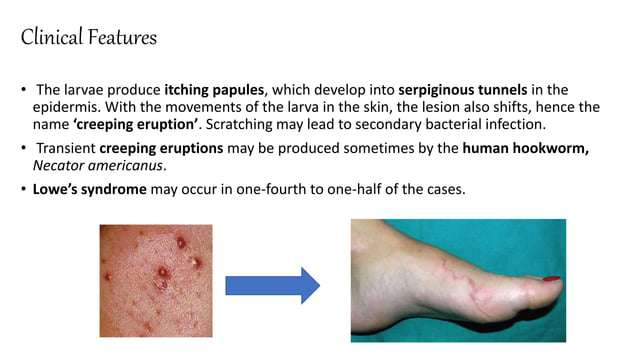 Clinical Features
• The larvae produce itching papules, which develop into serpiginous tunnels in the
epidermis. With the movements of the larva in the skin, the lesion also shifts, hence the
name ‘creeping eruption’. Scratching may lead to secondary bacterial infection.
• Transient creeping eruptions may be produced sometimes by the human hookworm,
Necator americanus.
• Lowe’s syndrome may occur in one-fourth to one-half of the cases.